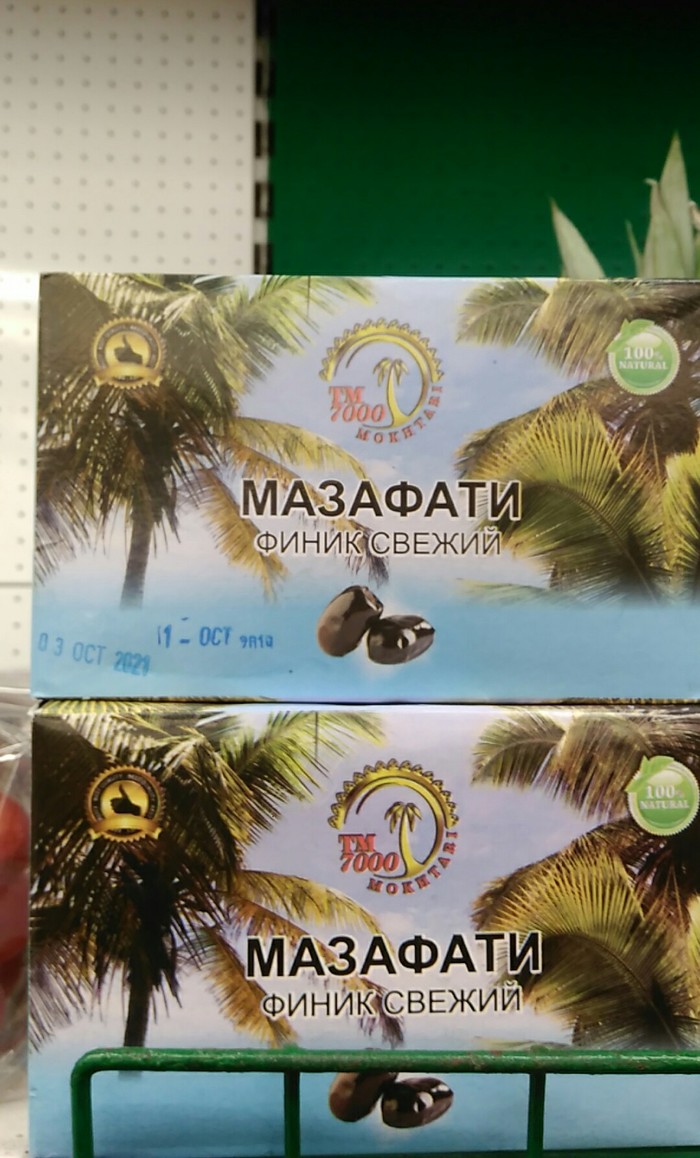 100%
NATURAL
TM
7000
MOKHTARI
МАЗАФАТИ
ФИНИК СВЕЖИЙ
11 - OCT
03 OCT 2021
100%
NATURAL
TM
7000
MOKHTARI
МАЗАФАТИ
ФИНИК СВЕЖИЙ